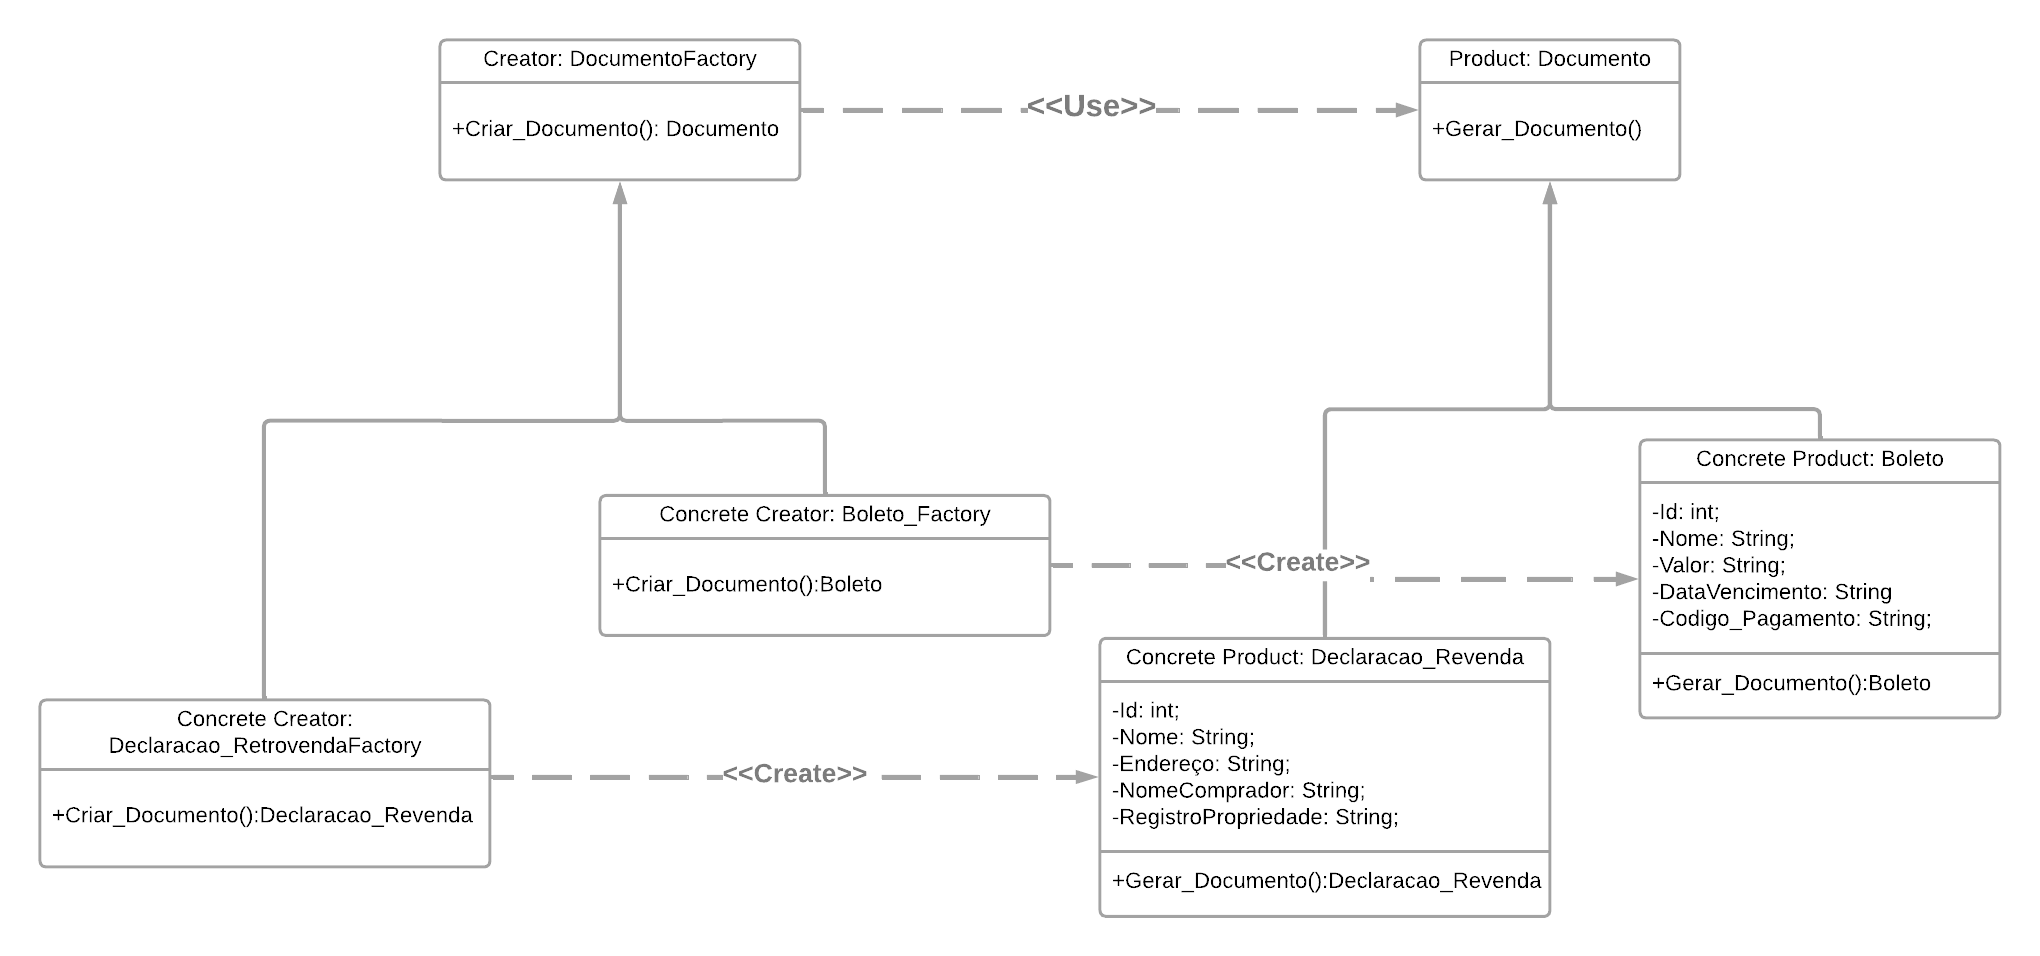 Creator: DocumentoFactory
+Criar_Documento(): Documento
<<Use>>
Product: Documento
+Gerar_Documento()
Concrete Creator: Boleto_Factory
+Criar_Documento():Boleto
<<Create>>
Concrete Product: Boleto
-Id: int;
-Nome: String;
-Valor: String;
-DataVencimento: String
-Codigo_Pagamento: String;
+Gerar_Documento():Boleto
Concrete Creator:
Declaracao_RetrovendaFactory
+Criar_Documento():Declaracao_Revenda
<<Create>>
Concrete Product: Declaracao_Revenda
-Id: int;
-Nome: String;
-Endereço: String;
-NomeComprador: String;
-RegistroPropriedade: String;
+Gerar_Documento():Declaracao_Revenda